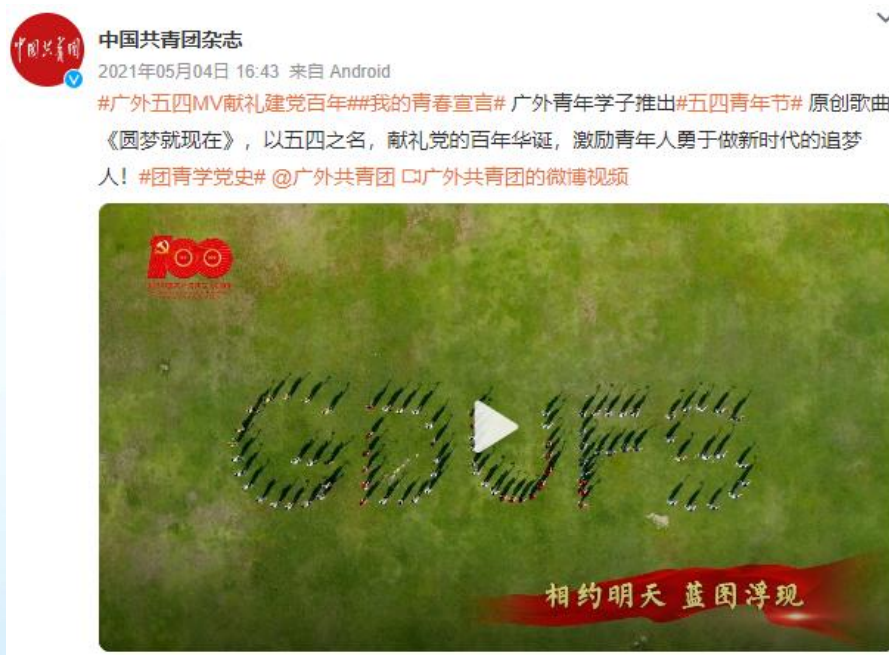 中国共青团
中国共青团杂志
2021年05月04日 16:43 来自 Android
#广外五四MV献礼建党百年##我的青春宣言# 广外青年学子推出#五四青年节# 原创歌曲
《圆梦就现在》，以五四之名，献礼党的百年华诞，激励青年人勇于做新时代的追梦
人！#团青学党史# @广外共青团 广外共青团的微博视频
100
GDUFS
相约明天 蓝图浮现